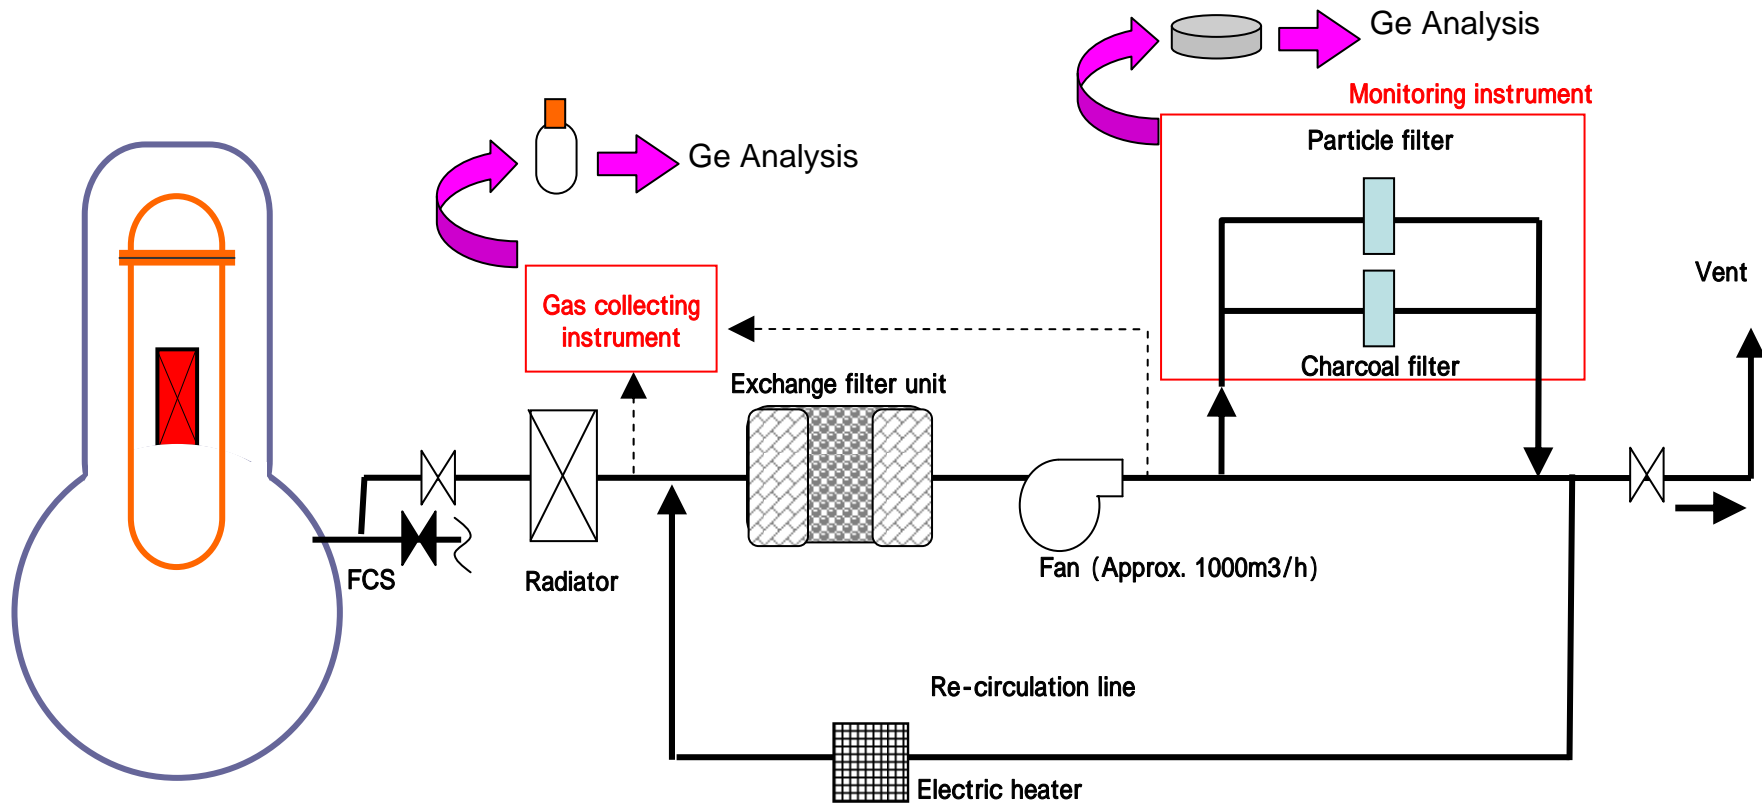 Ge Analysis
Monitoring instrument
Particle filter
Ge Analysis
Vent
Gas collecting
instrument
Charcoal filter
Exchange filter unit
FCS
Radiator
Fan (Approx. 1000m3/h)
Re-circulation line
Electric heater